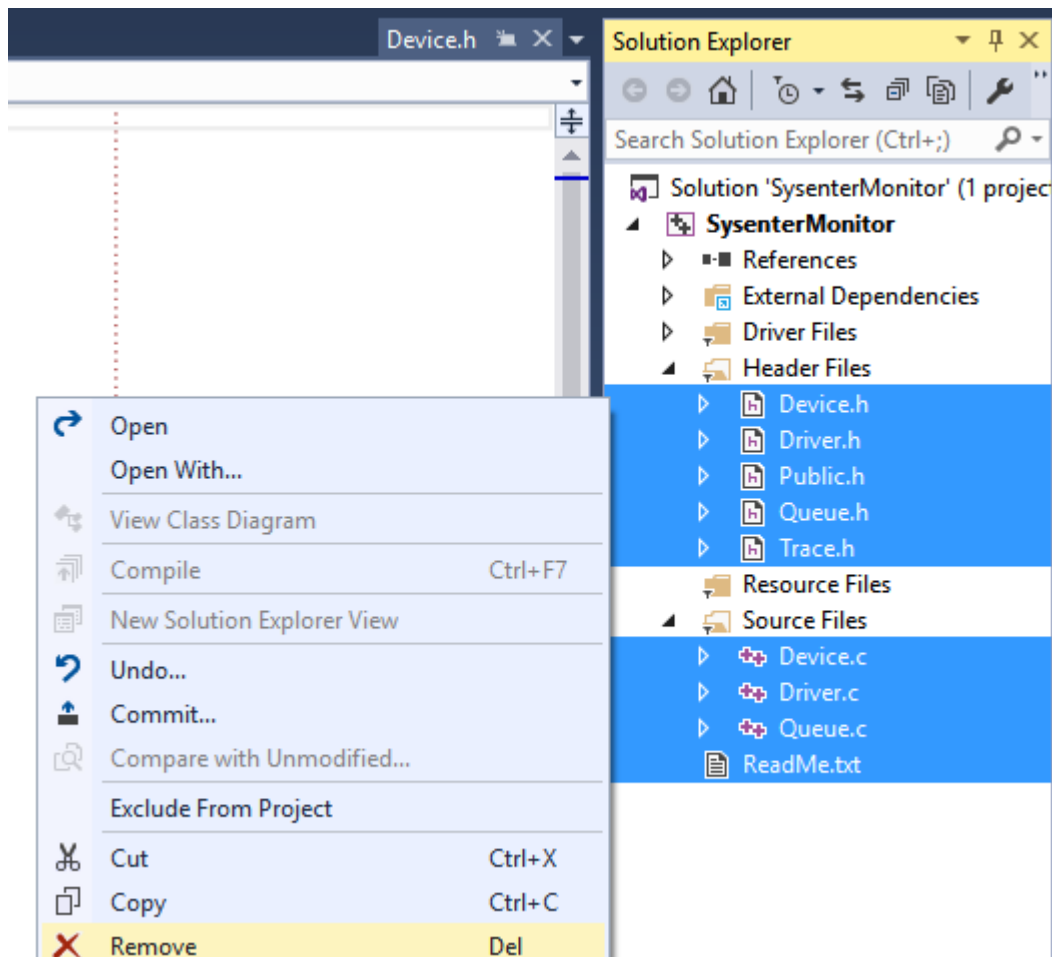 Device.h
Solution Explorer
Search Solution Explorer (Ctrl+;)
Solution 'SysenterMonitor' (1 projec
SysenterMonitor
References
External Dependencies
Driver Files
Header Files
Device.h
Driver.h
Public.h
Queue.h
Trace.h
Resource Files
Source Files
Device.c
Driver.c
Queue.c
ReadMe.txt
Open
Open With...
View Class Diagram
Compile Ctrl+F7
New Solution Explorer View
Undo...
Commit...
Compare with Unmodified...
Exclude From Project
Cut Ctrl+X
Copy Ctrl+C
Remove Del